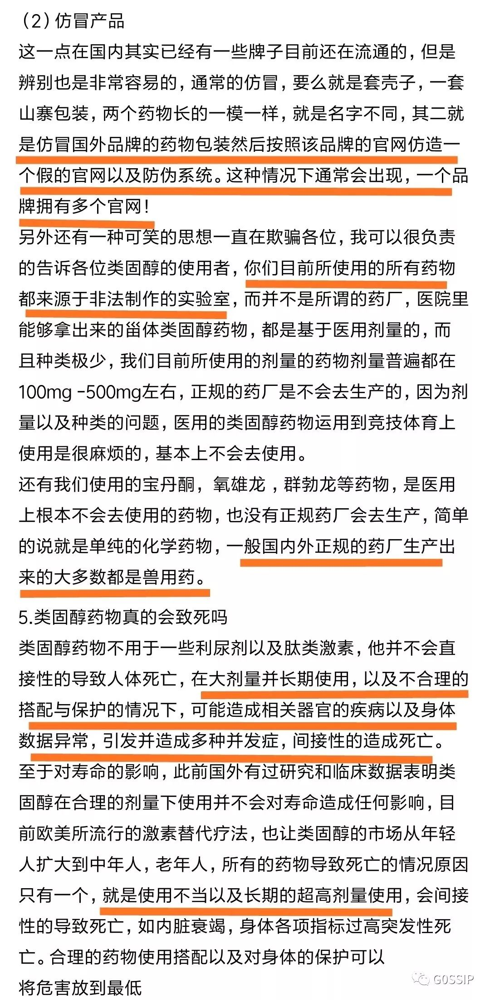 （2）仿冒产品
这一点在国内其实已经有一些牌子目前还在流通的，但是
辨别也是非常容易的，通常的仿冒，要么就是套壳子，一套
山寨包装，两个药物长的一模一样，就是名字不同，其二就
是仿冒国外品牌的药物包装然后按照该品牌的官网仿造一
个假的官网以及防伪系统。这种情况下通常会出现，一个品
牌拥有多个官网！
另外还有一种可笑的思想一直在欺骗各位，我可以很负责
的告诉各位类固醇的使用者，你们目前所使用的所有药物
都来源于非法制作的实验室，而并不是所谓的药厂，医院里
能够拿出来的甾体类固醇药物，都是基于医用剂量的，而
且种类极少，我们目前所使用的剂量的药物剂量普遍都在
100mg -500mg左右，正规的药厂是不会去生产的，因为剂
量以及种类的问题，医用的类固醇药物运用到竞技体育上
使用是很麻烦的，基本上不会去使用。
还有我们使用的宝丹酮，氧雄龙，群勃龙等药物，是医用
上根本不会去使用的药物，也没有正规药厂会去生产，简单
的说就是单纯的化学药物，一般国内外正规的药厂生产出
来的大多数都是兽用药。
5.类固醇药物真的会致死吗
类固醇药物不用于一些利尿剂以及肽类激素，他并不会直
接性的导致人体死亡，在大剂量并长期使用，以及不合理的
搭配与保护的情况下，可能造成相关器官的疾病以及身体
数据异常，引发并造成多种并发症，间接性的造成死亡。
至于对寿命的影响，此前国外有过研究和临床数据表明类
固醇在合理的剂量下使用并不会对寿命造成任何影响，目
前欧美所流行的激素替代疗法，也让类固醇的市场从年轻
人扩大到中年人，老年人，所有的药物导致死亡的情况原因
只有一个，就是使用不当以及长期的超高剂量使用，会间接
性的导致死亡，如内脏衰竭，身体各项指标过高突发性死
亡。合理的药物使用搭配以及对身体的保护可以
将危害放到最低
G0SSIP